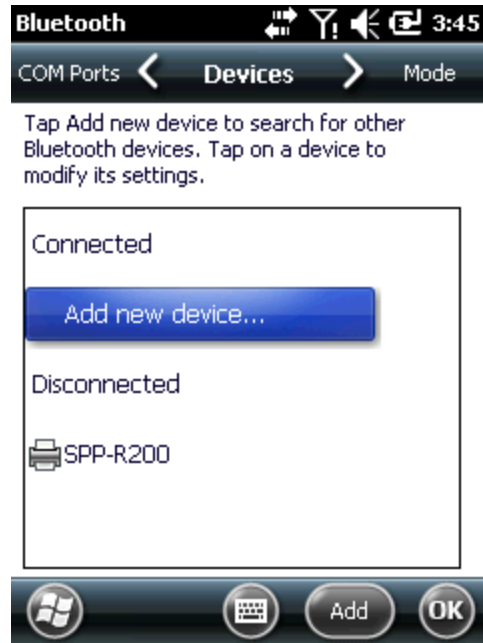 Bluetooth 3:45
COM Ports Devices Mode
Tap Add new device to search for other
Bluetooth devices. Tap on a device to
modify its settings.
Connected
Add new device...
Disconnected
SPP-R200
Add OK